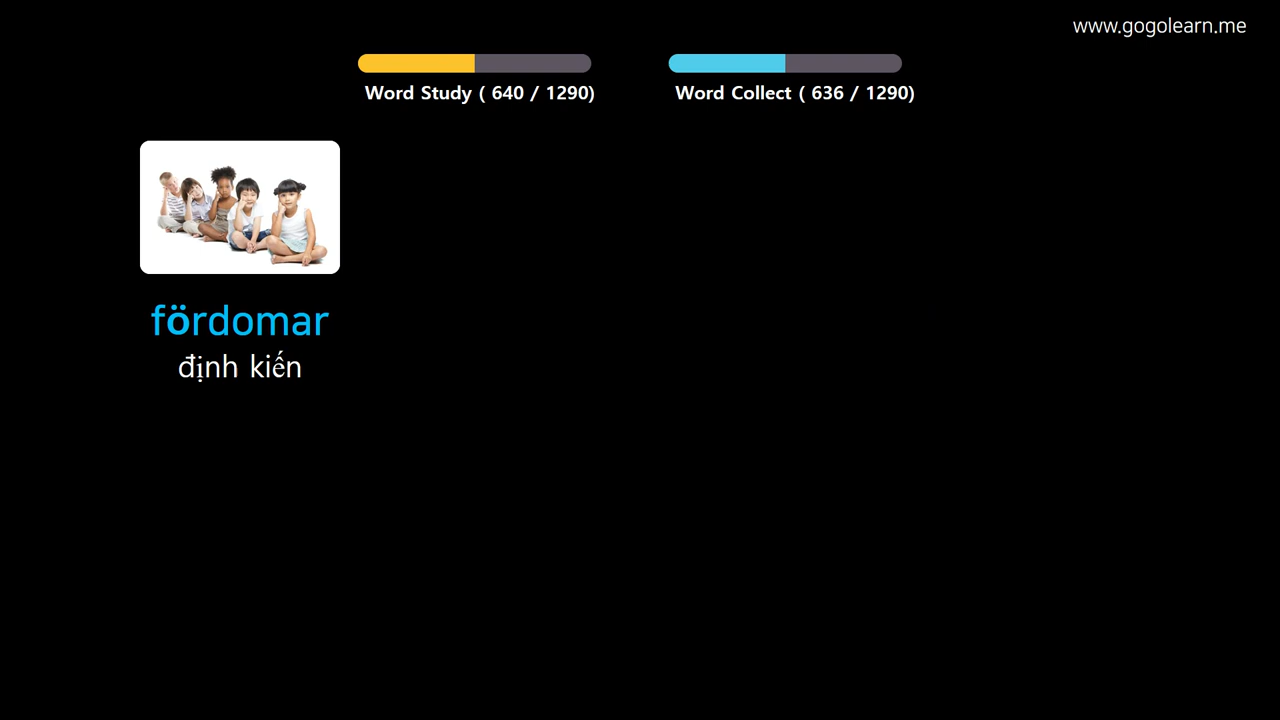 www.gogolearn.me
Word Study ( 640 / 1290)
Word Collect ( 636 / 1290)
fördomar
định kiến